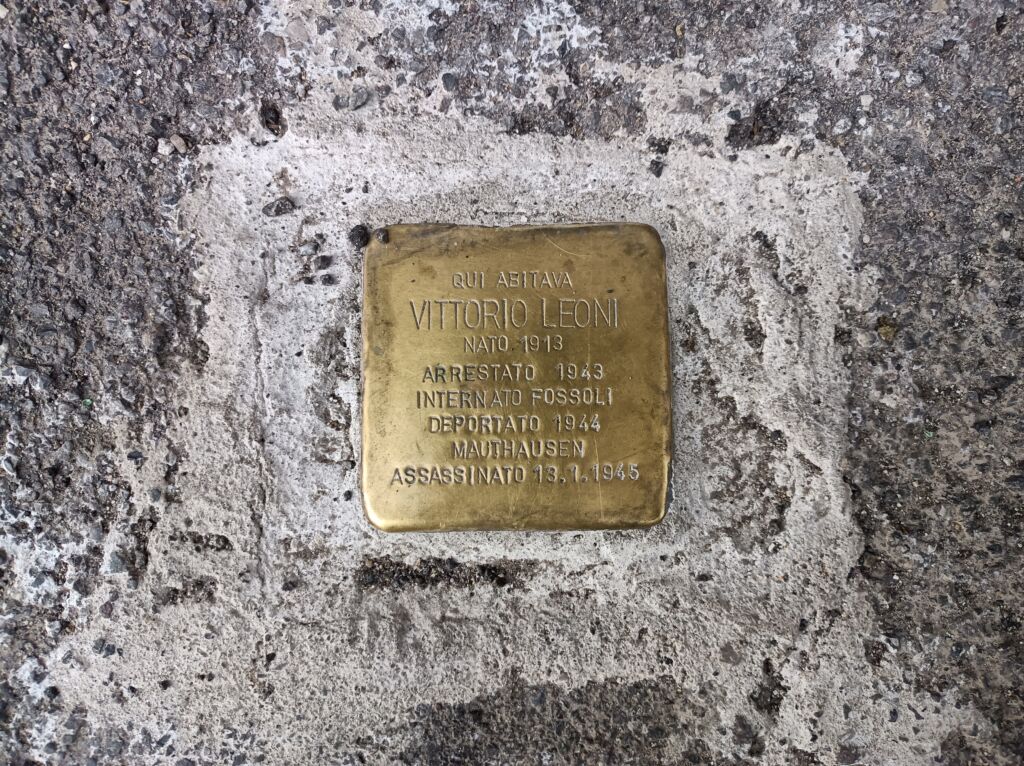 QUI ABITAVA
VITTORIO LEONI
NATO 1913
ARRESTATO 1943
INTERNATO FOSSOLI
DEPORTATO 1944
MAUTHAUSEN
ASSASSINATO 13.1.1945